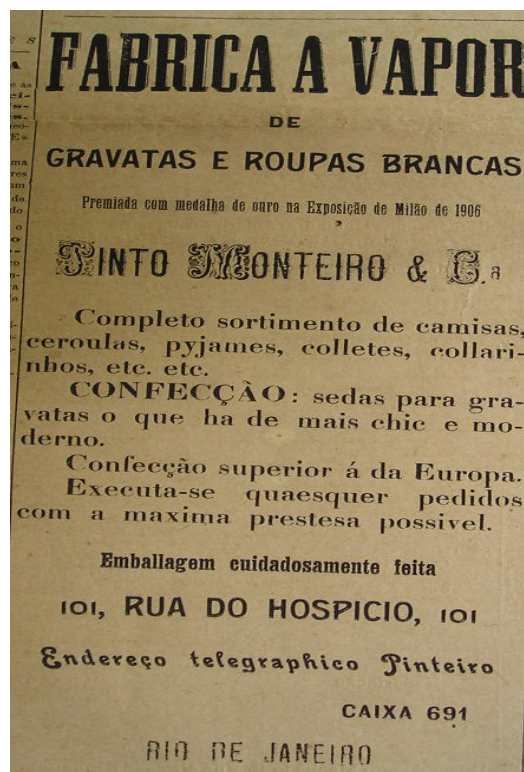 FABRICA A VAPOR
DE
GRAVATAS E ROUPAS BRANCAS
Premiada com medalha de ouro na Exposição de Milão de 1906
PINTO MONTEIRO & C.a
Completo sortimento de camisas,
ceroulas, pyjames, colletes, collari-
nhos, etc. etc.
CONFECÇÃO: sedas para gra-
vatas o que ha de mais chic e mo-
derno.
Confecção superior á da Europa.
Executa-se quaesquer pedidos
com a maxima prestesa possivel.
Emballagem cuidadosamente feita
101, RUA DO HOSPICIO, 101
Endereço telegraphico Pinteiro
CAIXA 691
RIO DE JANEIRO